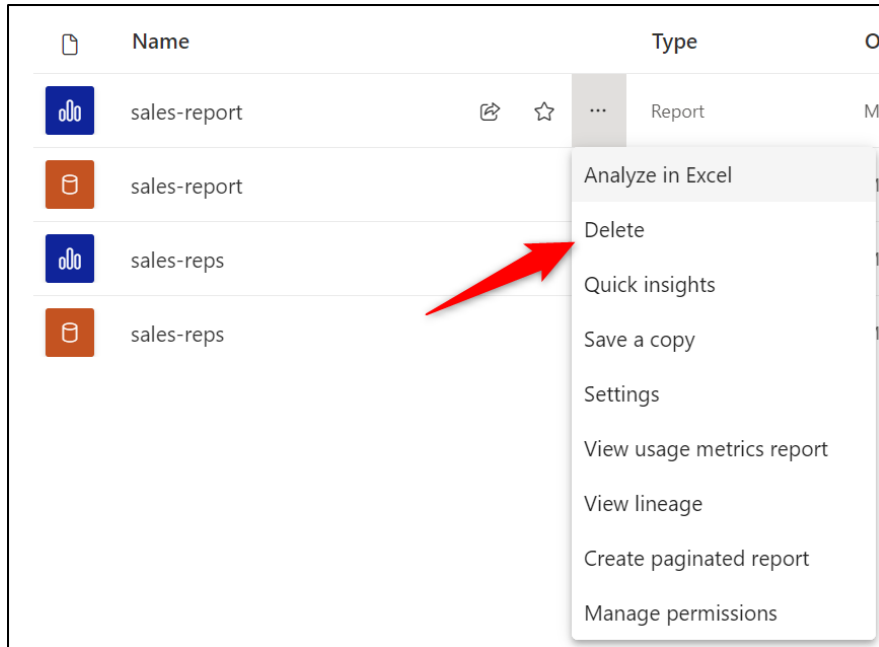 Name Type O
sales-report ... Report M
sales-report
sales-reps
sales-reps
Analyze in Excel
Delete
Quick insights
Save a copy
Settings
View usage metrics report
View lineage
Create paginated report
Manage permissions